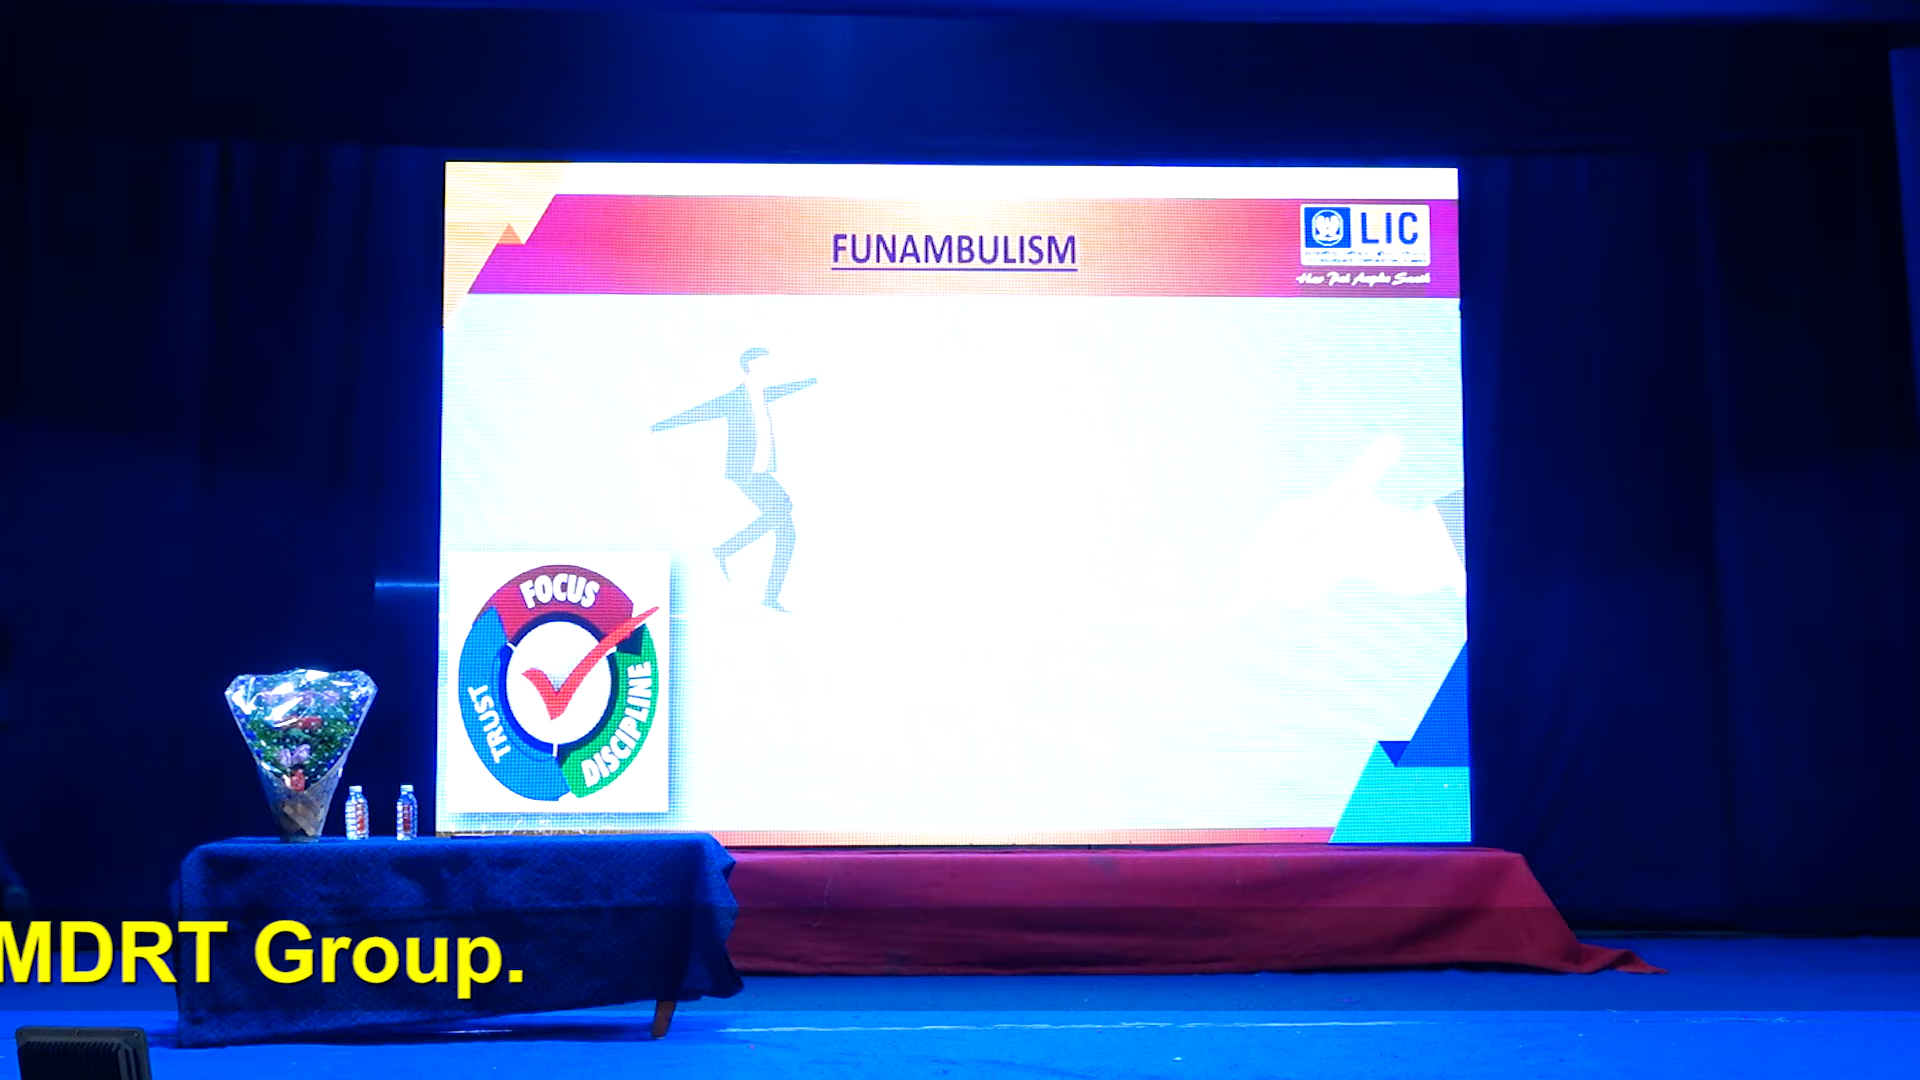 FUNAMBULISM
LIC
FOCUS
TRUST
DISCIPLINE
MDRT Group.